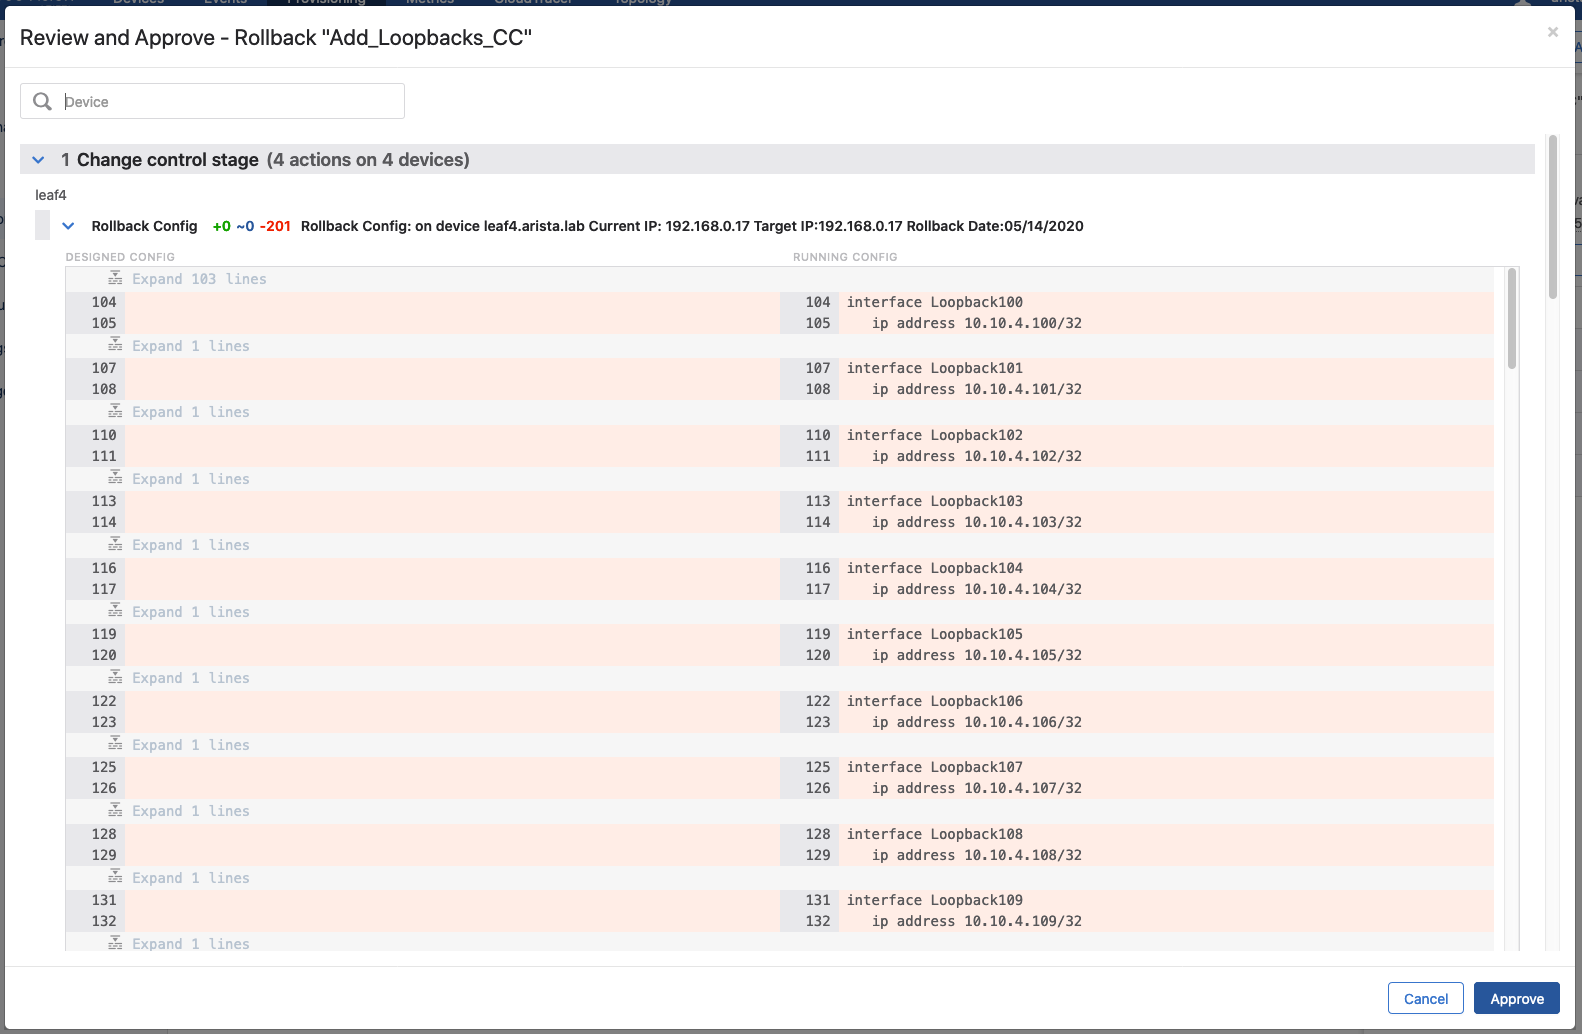 Devices Events Provisioning Metrics CloudTracer Topology
Review and Approve - Rollback "Add_Loopbacks_CC"
×
Device
1 Change control stage (4 actions on 4 devices)
leaf4
Rollback Config +0 ~0 -201 Rollback Config: on device leaf4.arista.lab Current IP: 192.168.0.17 Target IP:192.168.0.17 Rollback Date:05/14/2020
DESIGNED CONFIG RUNNING CONFIG
Expand 103 lines
104 104 interface Loopback100
105 105 ip address 10.10.4.100/32
Expand 1 lines
107 107 interface Loopback101
108 108 ip address 10.10.4.101/32
Expand 1 lines
110 110 interface Loopback102
111 111 ip address 10.10.4.102/32
Expand 1 lines
113 113 interface Loopback103
114 114 ip address 10.10.4.103/32
Expand 1 lines
116 116 interface Loopback104
117 117 ip address 10.10.4.104/32
Expand 1 lines
119 119 interface Loopback105
120 120 ip address 10.10.4.105/32
Expand 1 lines
122 122 interface Loopback106
123 123 ip address 10.10.4.106/32
Expand 1 lines
125 125 interface Loopback107
126 126 ip address 10.10.4.107/32
Expand 1 lines
128 128 interface Loopback108
129 129 ip address 10.10.4.108/32
Expand 1 lines
131 131 interface Loopback109
132 132 ip address 10.10.4.109/32
Expand 1 lines
Cancel Approve